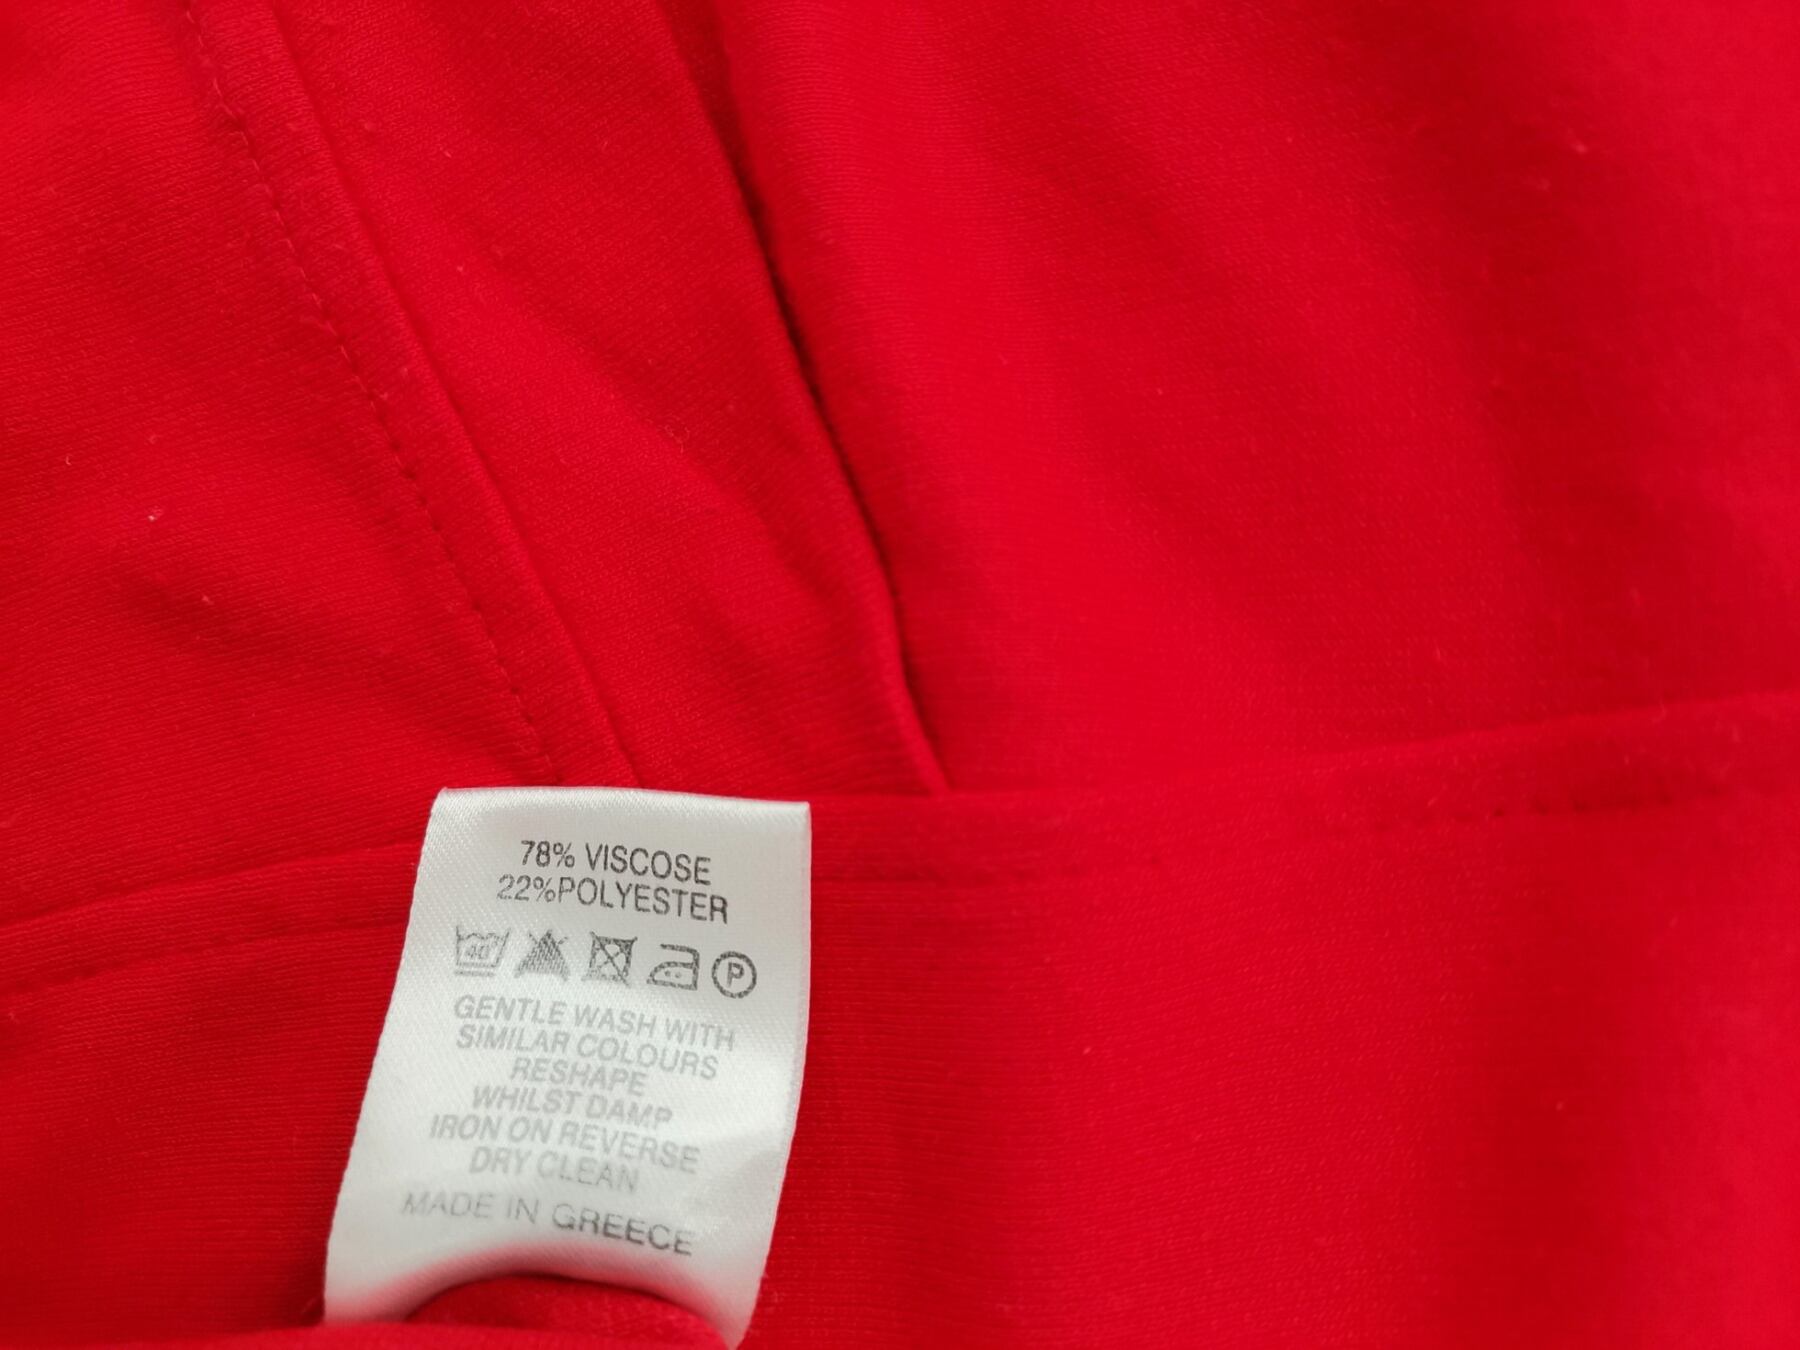 78% VISCOSE
22%POLYESTER
40° P
GENTLE WASH WITH
SIMILAR COLOURS
RESHAPE
WHILST DAMP
IRON ON REVERSE
DRY CLEAN
MADE IN GREECE